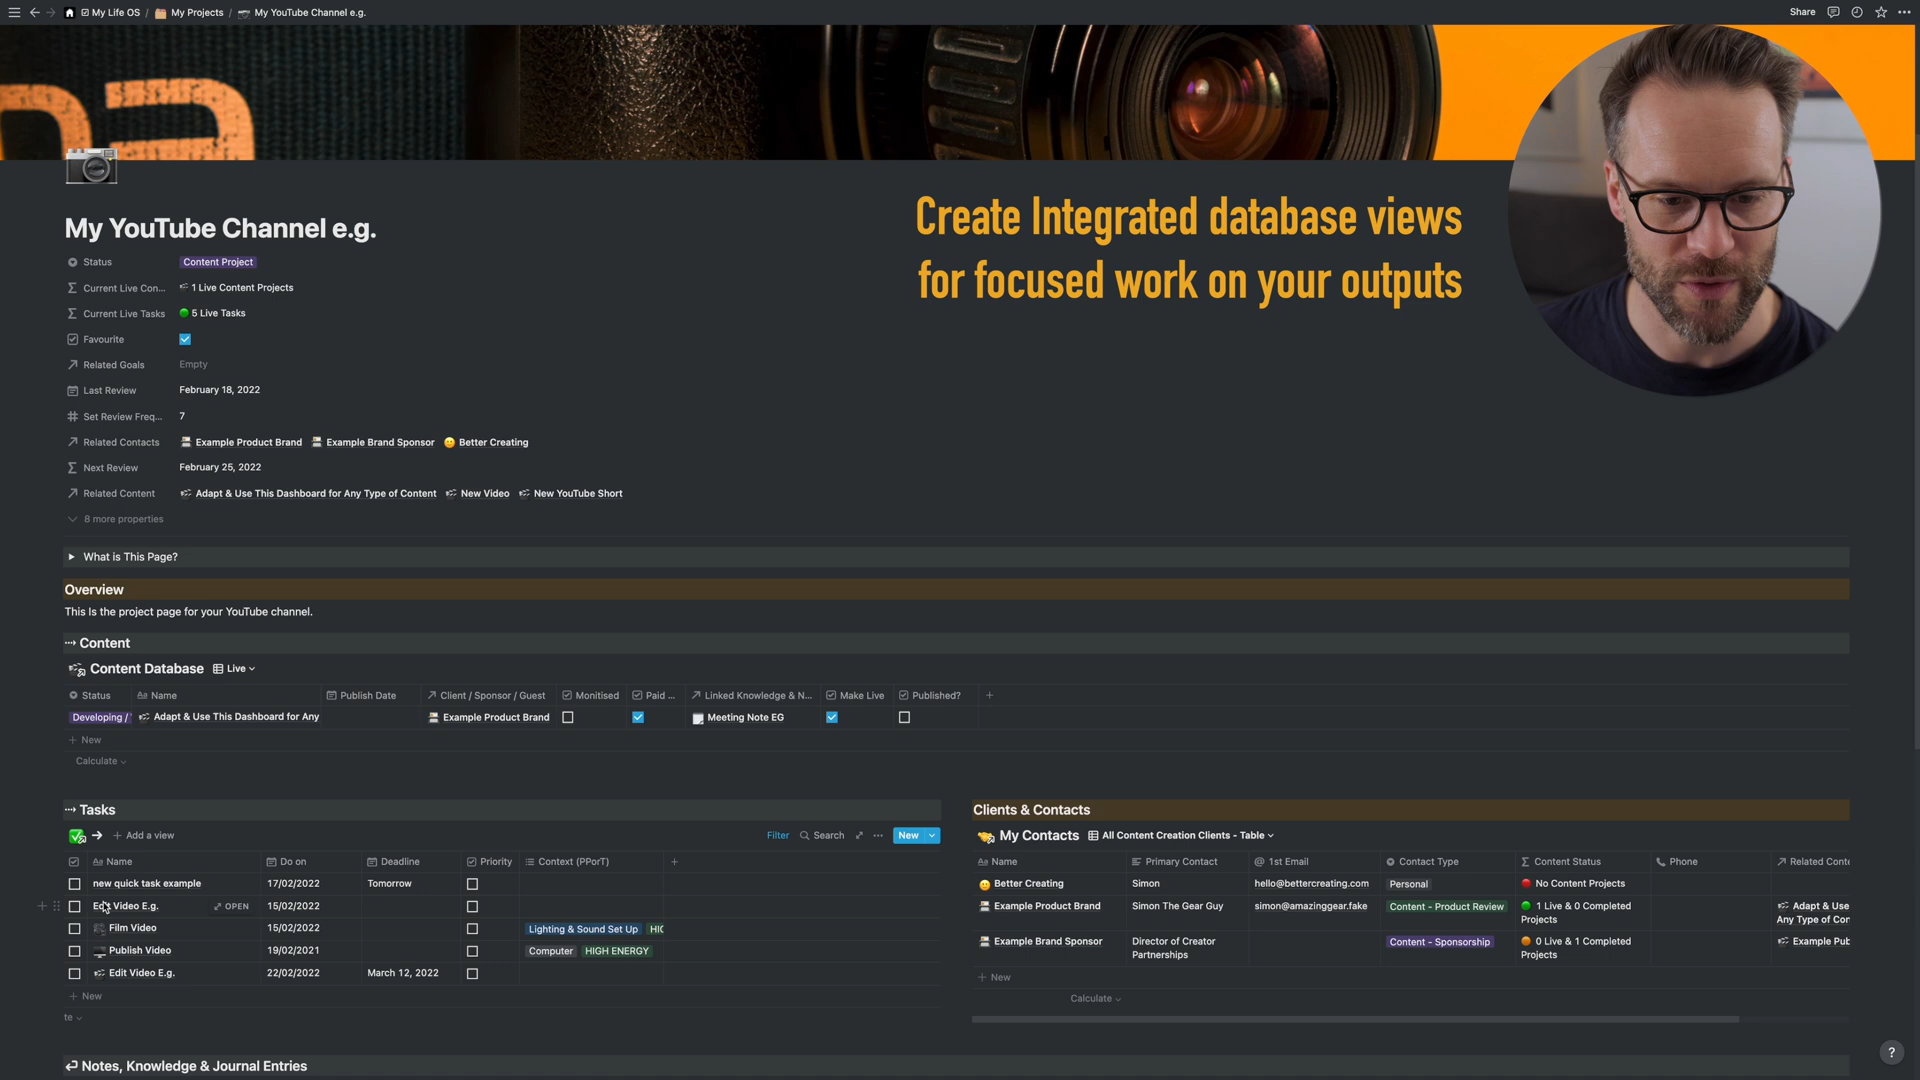 My Life OS / My Projects / My YouTube Channel e.g.
Share
My YouTube Channel e.g.
Create Integrated database views
for focused work on your outputs
Status Content Project
Current Live Con... 1 Live Content Projects
Current Live Tasks 5 Live Tasks
Favourite
Related Goals Empty
Last Review February 18, 2022
Set Review Freq... 7
Related Contacts Example Product Brand Example Brand Sponsor Better Creating
Next Review February 25, 2022
Related Content Adapt & Use This Dashboard for Any Type of Content New Video New YouTube Short
8 more properties
What is This Page?
Overview
This Is the project page for your YouTube channel.
Content
Content Database Live
Status Name Publish Date Client / Sponsor / Guest Monitised Paid ... Linked Knowledge & N... Make Live Published?
Developing / Adapt & Use This Dashboard for Any Example Product Brand Meeting Note EG
+ New
Calculate
Tasks
+ Add a view Filter Search New
Name Do on Deadline Priority Context (PPorT)
new quick task example 17/02/2022 Tomorrow
Edit Video E.g. OPEN 15/02/2022
Film Video 15/02/2022 Lighting & Sound Set Up HIG
Publish Video 19/02/2021 Computer HIGH ENERGY
Edit Video E.g. 22/02/2022 March 12, 2022
+ New
te
Clients & Contacts
My Contacts All Content Creation Clients - Table
Name Primary Contact 1st Email Contact Type Content Status Phone Related Conte
Better Creating Simon hello@bettercreating.com Personal No Content Projects
Example Product Brand Simon The Gear Guy simon@amazinggear.fake Content - Product Review 1 Live & 0 Completed Adapt & Use
Projects Any Type of Con
Example Brand Sponsor Director of Creator Content - Sponsorship 0 Live & 1 Completed Example Pub
Partnerships Projects
+ New
Calculate
Notes, Knowledge & Journal Entries
?